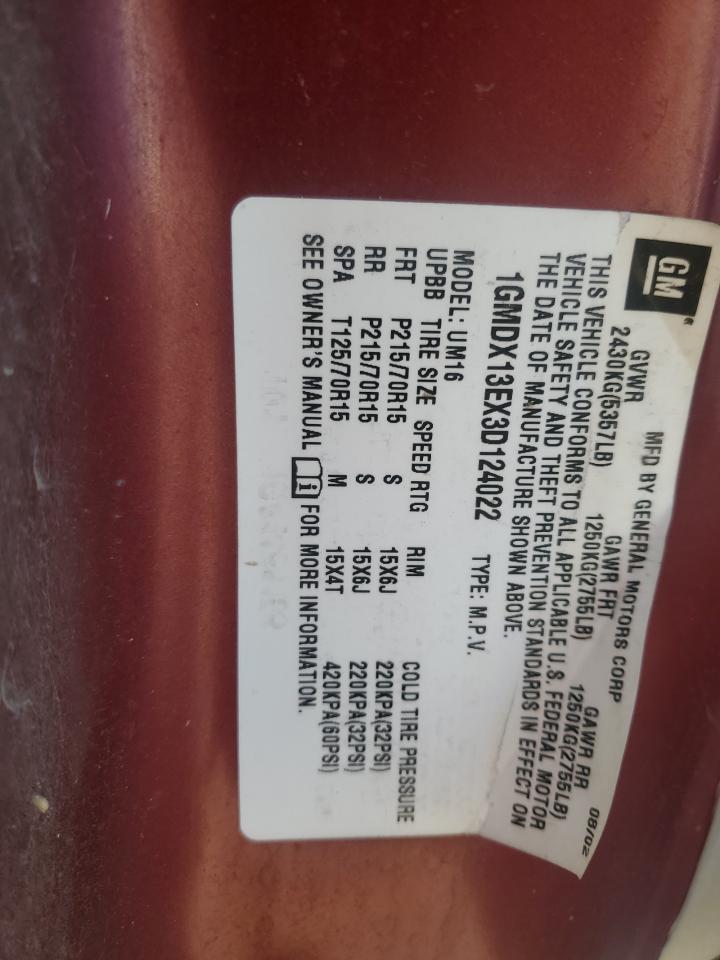 GM®
MFD BY GENERAL MOTORS CORP 08/02
GVWR GAWR FRT GAWR RR
2430KG(5357LB) 1250KG(2755LB) 1250KG(2755LB)
THIS VEHICLE CONFORMS TO ALL APPLICABLE U.S. FEDERAL MOTOR
VEHICLE SAFETY AND THEFT PREVENTION STANDARDS IN EFFECT ON
THE DATE OF MANUFACTURE SHOWN ABOVE.
1GMDX13EX3D124022 TYPE: M.P.V.
MODEL: UM16
UPBB TIRE SIZE SPEED RTG RIM COLD TIRE PRESSURE
FRT P215/70R15 S 15X6J 220KPA(32PSI)
RR P215/70R15 S 15X6J 220KPA(32PSI)
SPA T125/70R15 M 15X4T 420KPA(60PSI)
SEE OWNER'S MANUAL FOR MORE INFORMATION.